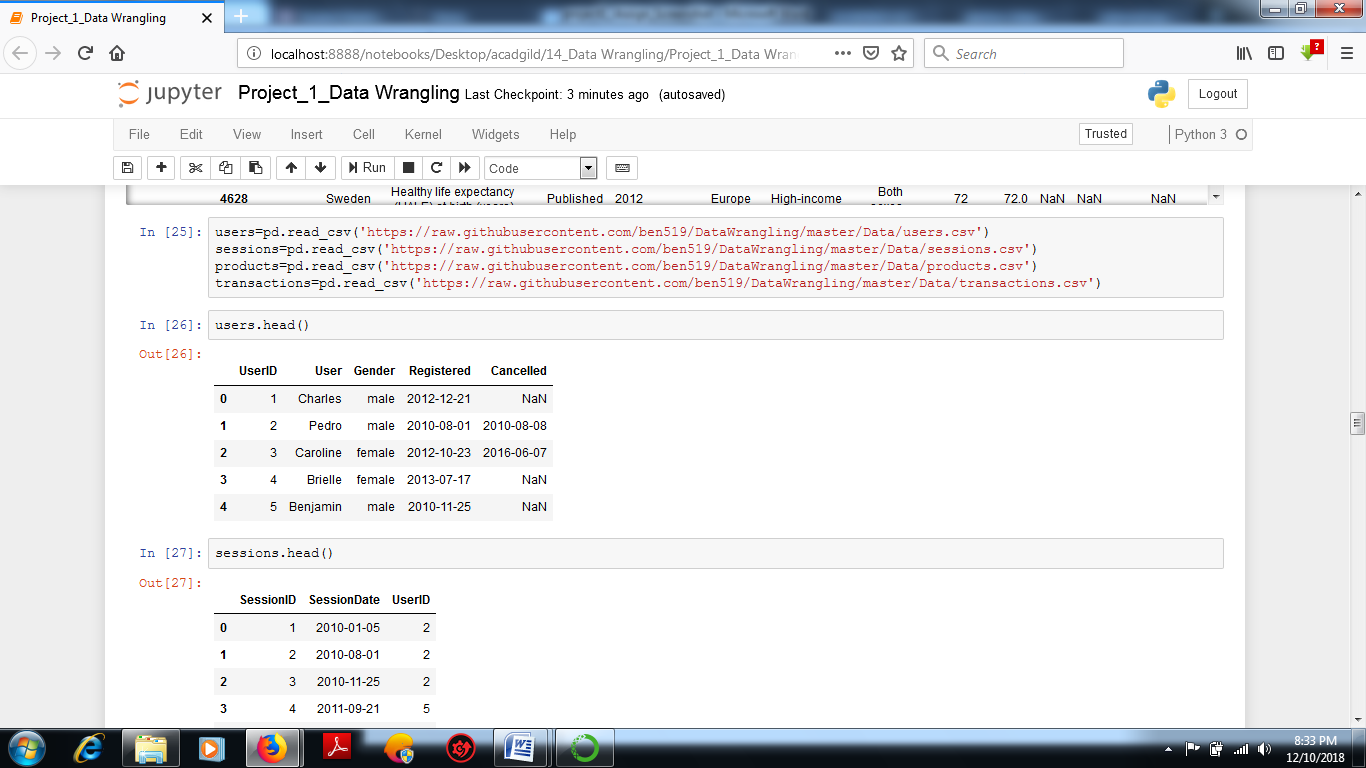 Project_1_Data Wrangling
localhost:8888/notebooks/Desktop/acadgild/14_Data Wrangling/Project_1_Data Wran
Search
?
jupyter Project_1_Data Wrangling Last Checkpoint: 3 minutes ago (autosaved)
Logout
File Edit View Insert Cell Kernel Widgets Help
Trusted
Python 3
Run
Code
4628 Sweden Healthy life expectancy Published 2012 Europe High-income Both 72 72.0 NaN NaN NaN
In [25]: users=pd.read_csv('https://raw.githubusercontent.com/ben519/DataWrangling/master/Data/users.csv')
sessions=pd.read_csv('https://raw.githubusercontent.com/ben519/DataWrangling/master/Data/sessions.csv')
products=pd.read_csv('https://raw.githubusercontent.com/ben519/DataWrangling/master/Data/products.csv')
transactions=pd.read_csv('https://raw.githubusercontent.com/ben519/DataWrangling/master/Data/transactions.csv')
In [26]: users.head()
Out[26]:
UserID User Gender Registered Cancelled
0 1 Charles male 2012-12-21 NaN
1 2 Pedro male 2010-08-01 2010-08-08
2 3 Caroline female 2012-10-23 2016-06-07
3 4 Brielle female 2013-07-17 NaN
4 5 Benjamin male 2010-11-25 NaN
In [27]: sessions.head()
Out[27]:
SessionID SessionDate UserID
0 1 2010-01-05 2
1 2 2010-08-01 2
2 3 2010-11-25 2
3 4 2011-09-21 5
8:33 PM
12/10/2018